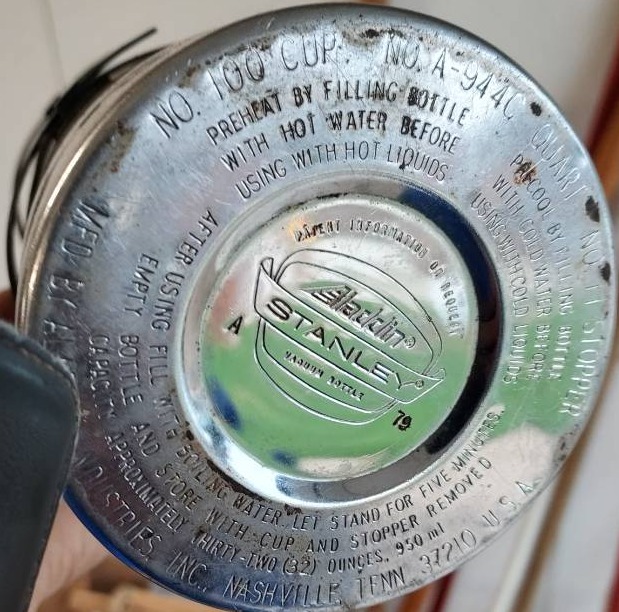 NO. 100 CUP. NO. A-944C QUART NO. 11 STOPPER
PREHEAT BY FILLING BOTTLE
WITH HOT WATER BEFORE
USING WITH HOT LIQUIDS
PRECOOL BY FILLING BOTTLE
WITH COLD WATER BEFORE
USING WITH COLD LIQUIDS
PATENT INFORMATION ON REQUEST
Aladdin®
STANLEY®
VACUUM BOTTLE
A
79
AFTER USING FILL WITH BOILING WATER. LET STAND FOR FIVE MINUTES.
EMPTY BOTTLE AND STORE WITH CUP AND STOPPER REMOVED
CAPACITY APPROXIMATELY THIRTY-TWO (32) OUNCES. 950 ml
MFD. BY INDUSTRIES, INC. NASHVILLE, TENN. 37210 U.S.A.